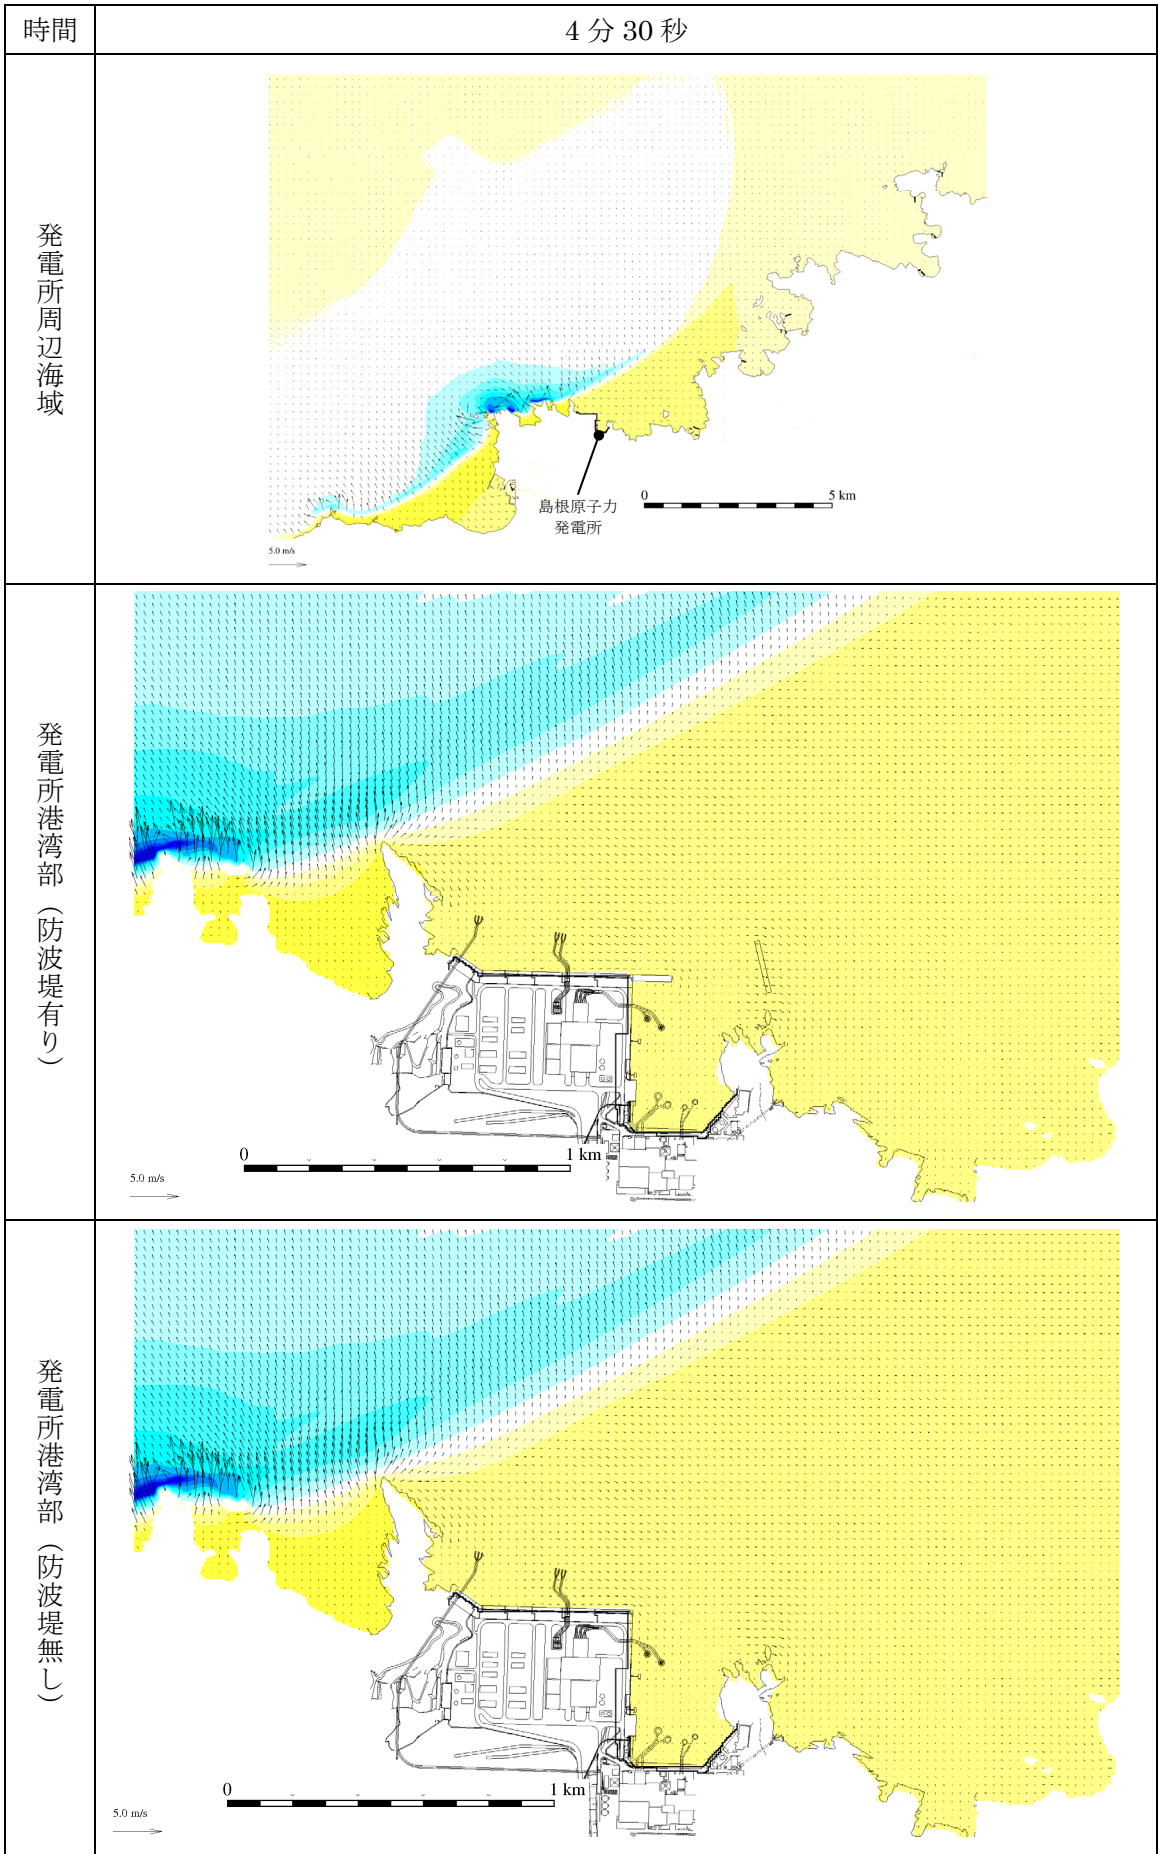 時間
4分30秒
発電所周辺海域
島根原子力
発電所
0 5 km
5.0 m/s
発電所港湾部（防波堤有り）
0 1 km
5.0 m/s
発電所港湾部（防波堤無し）
0 1 km
5.0 m/s